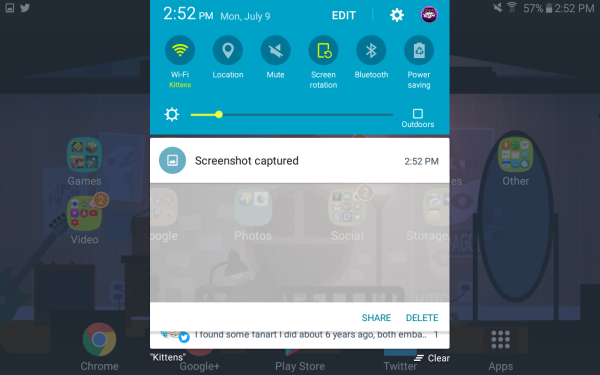 2:52 PM Mon, July 9 EDIT
57% 2:52 PM
Wi-Fi
Kittens
Location
Mute
Screen
rotation
Bluetooth
Power
saving
Outdoors
Screenshot captured 2:52 PM
Games
Other
2
Video
2
oogle Photos Social Storage
SHARE DELETE
I found some fanart I did about 6 years ago, both emba.. 1
"Kittens" Clear
Chrome Google+ Play Store Twitter Apps